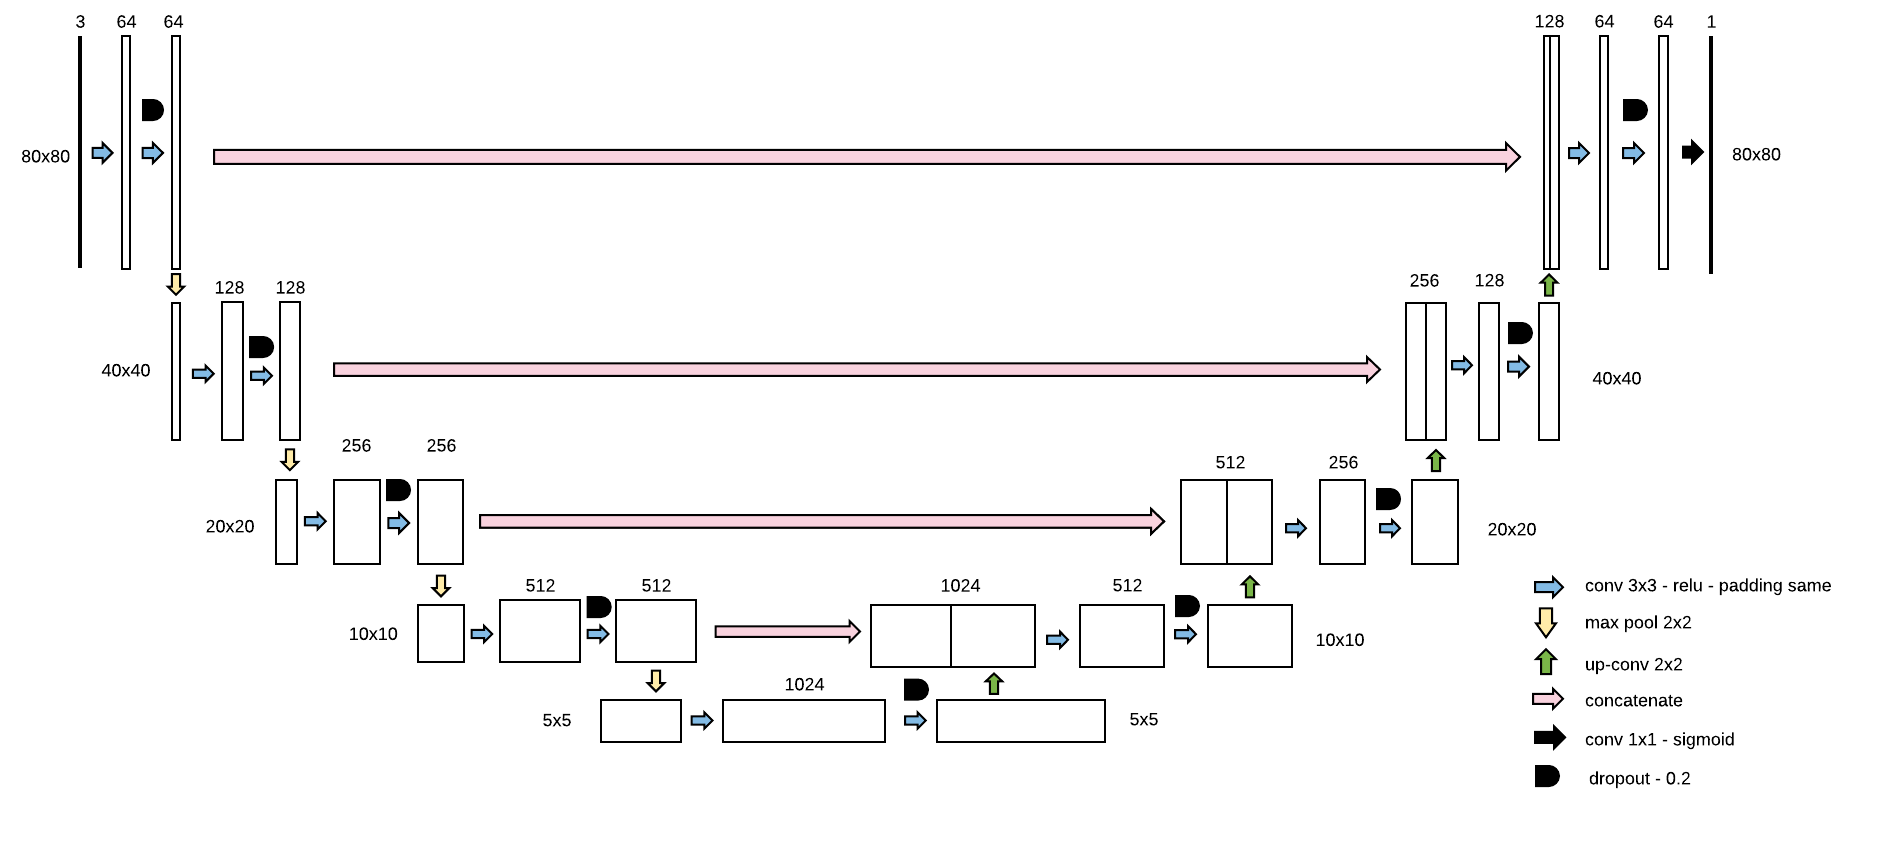 3 64 64 128 64 64 1
80x80 80x80
128 128 256 128
40x40 40x40
256 256 512 256
20x20 20x20
512 512 1024 512
10x10 10x10
1024
5x5 5x5
conv 3x3 - relu - padding same
max pool 2x2
up-conv 2x2
concatenate
conv 1x1 - sigmoid
dropout - 0.2